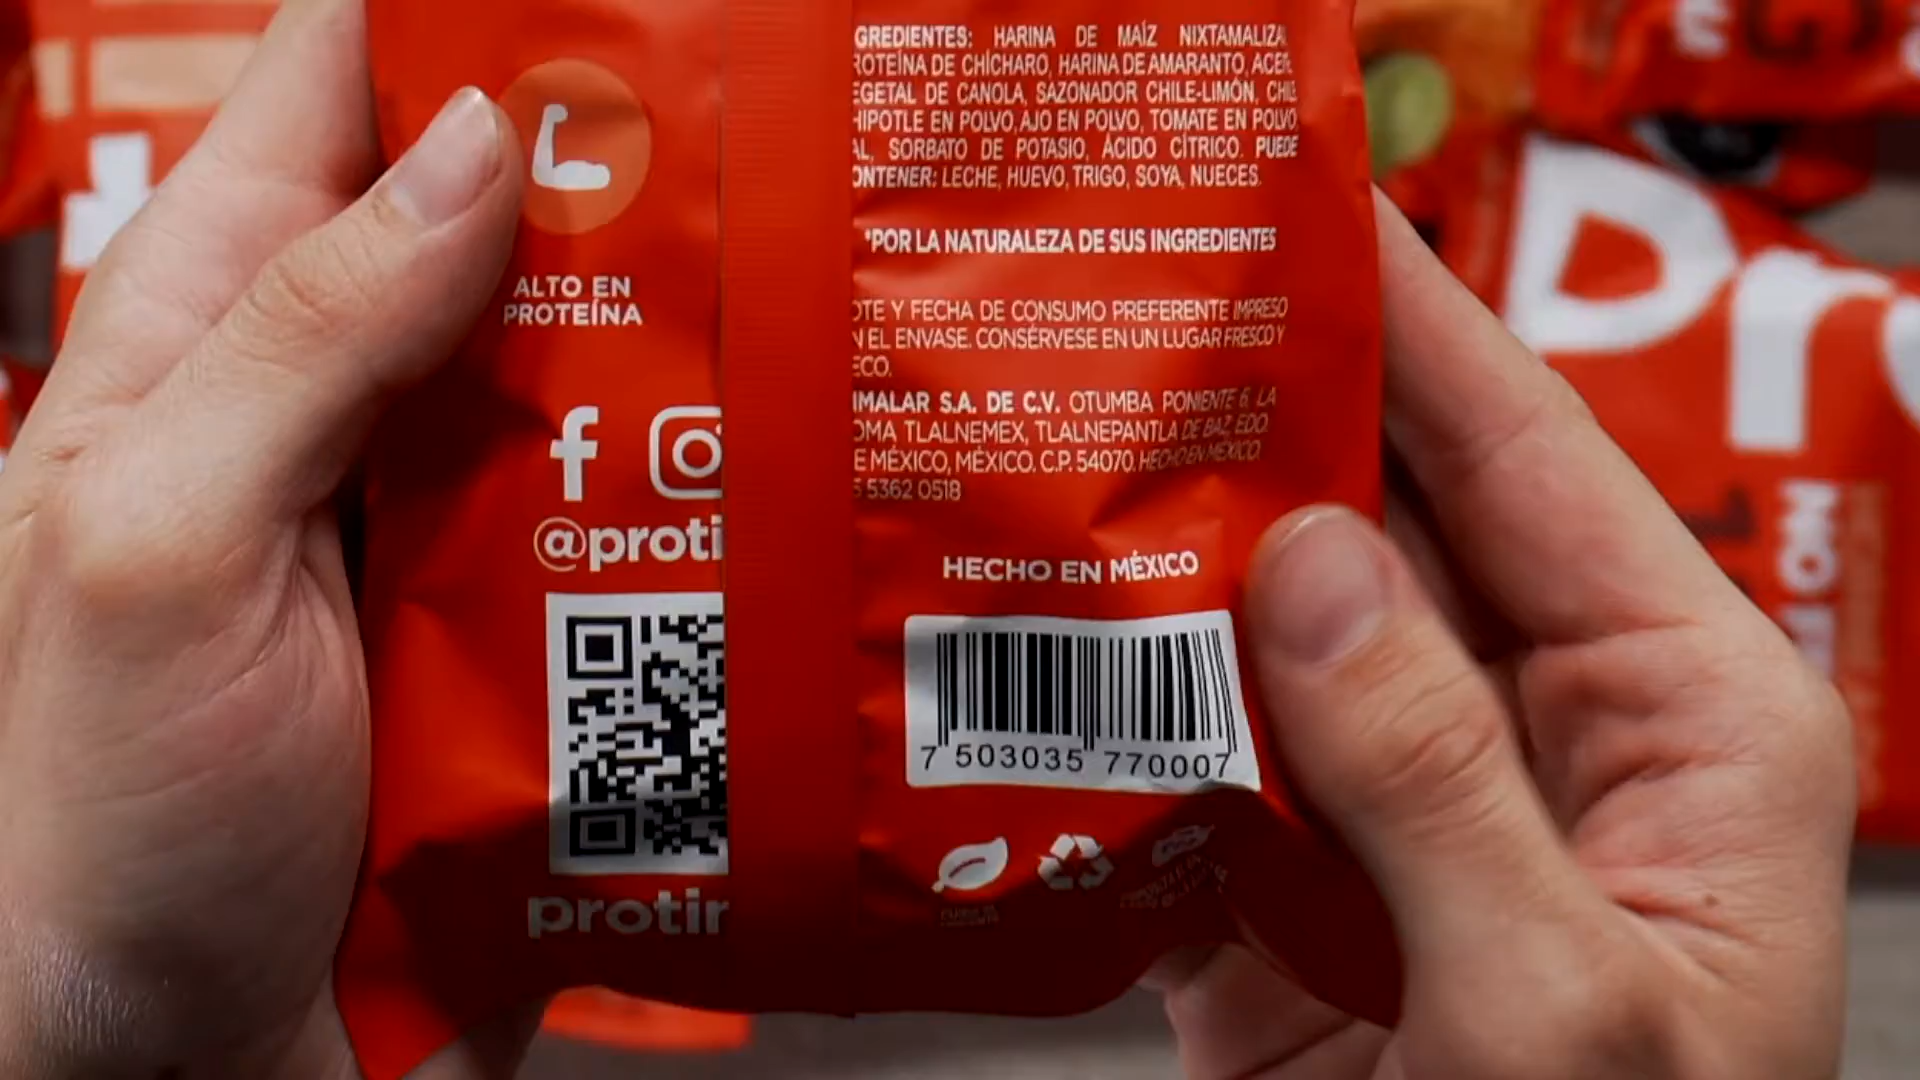 ALTO EN
PROTEÍNA
@proti
protir
GREDIENTES: HARINA DE MAÍZ NIXTAMALIZA
ROTEÍNA DE CHÍCHARO, HARINA DE AMARANTO, ACEI
EGETAL DE CANOLA, SAZONADOR CHILE-LIMÓN, CHI
HIPOTLE EN POLVO, AJO EN POLVO, TOMATE EN POLVO
AL, SORBATO DE POTASIO, ÁCIDO CÍTRICO. PUEDE
ONTENER: LECHE, HUEVO, TRIGO, SOYA, NUECES.
*POR LA NATURALEZA DE SUS INGREDIENTES
OTE Y FECHA DE CONSUMO PREFERENTE IMPRESO
N EL ENVASE. CONSÉRVESE EN UN LUGAR FRESCO Y
ECO.
IMALAR S.A. DE C.V. OTUMBA PONIENTE 6. LA
OMA TLALNEMEX, TLALNEPANTLA DE BAZ EDO.
E MÉXICO, MÉXICO. C.P. 54070. HECHO EN MÉXICO.
5 5362 0518
HECHO EN MÉXICO
7 503035 770007
Pro
NO